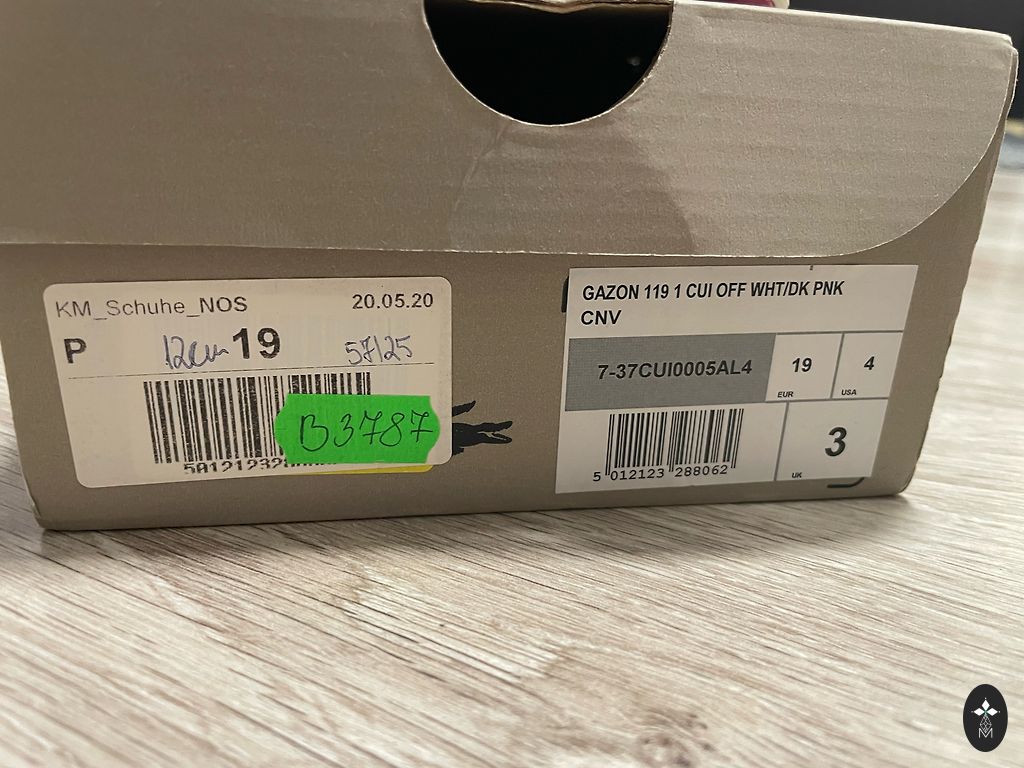 KM_Schuhe_NOS 20.05.20
P 12cm 19 57125
B3787
GAZON 119 1 CUI OFF WHT/DK PNK
CNV
7-37CUI0005AL4 19 4
EUR USA
3
5 012123 288062 UK
M